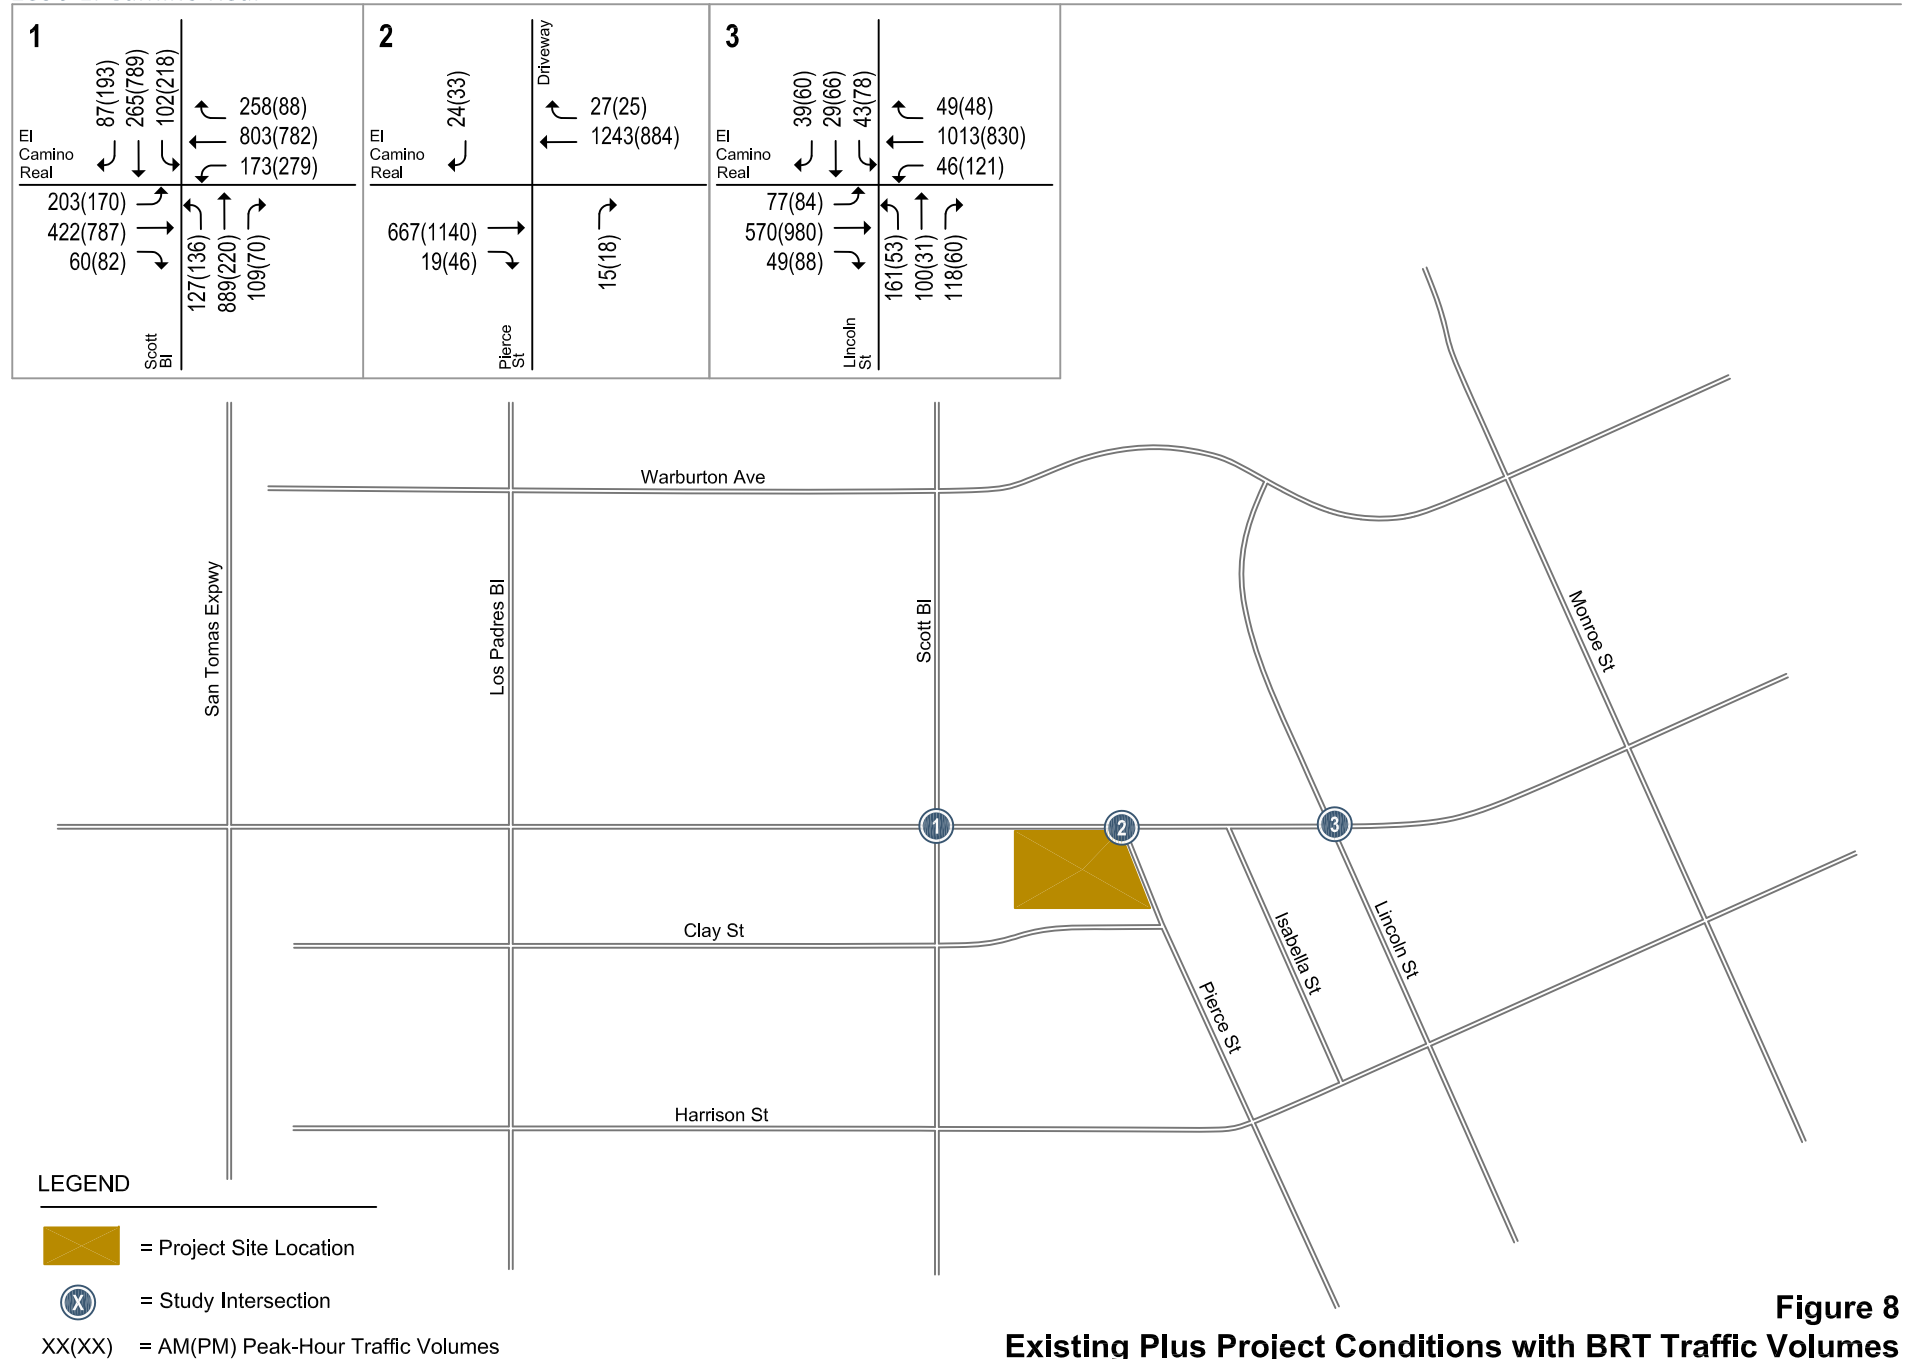 1
87(193)
265(789)
102(218)
258(88)
803(782)
173(279)
El
Camino
Real
203(170)
422(787)
60(82)
127(136)
889(220)
109(70)
Scott
Bl
2
24(33)
Driveway
27(25)
1243(884)
El
Camino
Real
667(1140)
19(46)
15(18)
Pierce
St
3
39(60)
29(66)
43(78)
49(48)
1013(830)
46(121)
El
Camino
Real
77(84)
570(980)
49(88)
161(53)
100(31)
118(60)
LIncoln
St
Warburton Ave
San Tomas Expwy
Los Padres Bl
Scott Bl
Monroe St
1
2
3
Clay St
Isabella St
Lincoln St
Pierce St
Harrison St
LEGEND
= Project Site Location
X = Study Intersection
XX(XX) = AM(PM) Peak-Hour Traffic Volumes
Figure 8
Existing Plus Project Conditions with BRT Traffic Volumes